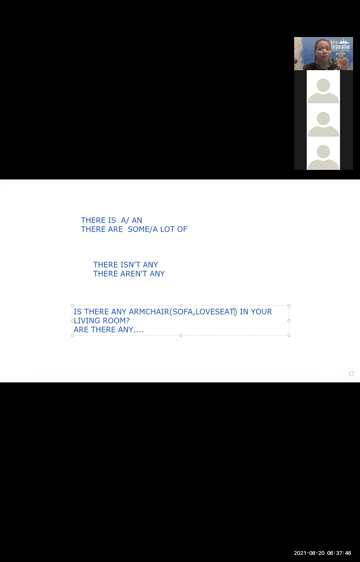 THERE IS A/ AN
THERE ARE SOME/A LOT OF
THERE ISN'T ANY
THERE AREN'T ANY
IS THERE ANY ARMCHAIR(SOFA,LOVESEAT) IN YOUR
LIVING ROOM?
ARE THERE ANY....
2021-08-20 06:37:46